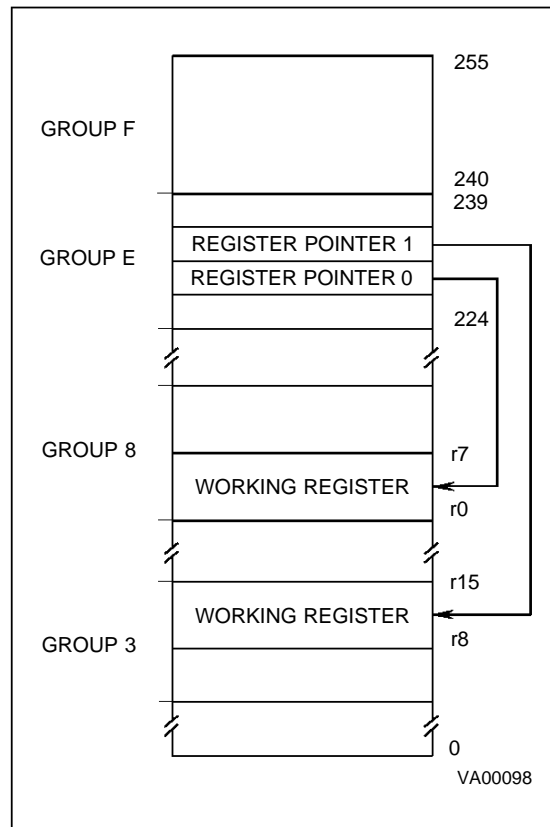 255
GROUP F
240
239
REGISTER POINTER 1
GROUP E
REGISTER POINTER 0
224
GROUP 8
r7
WORKING REGISTER
r0
r15
WORKING REGISTER
GROUP 3
r8
0
VA00098